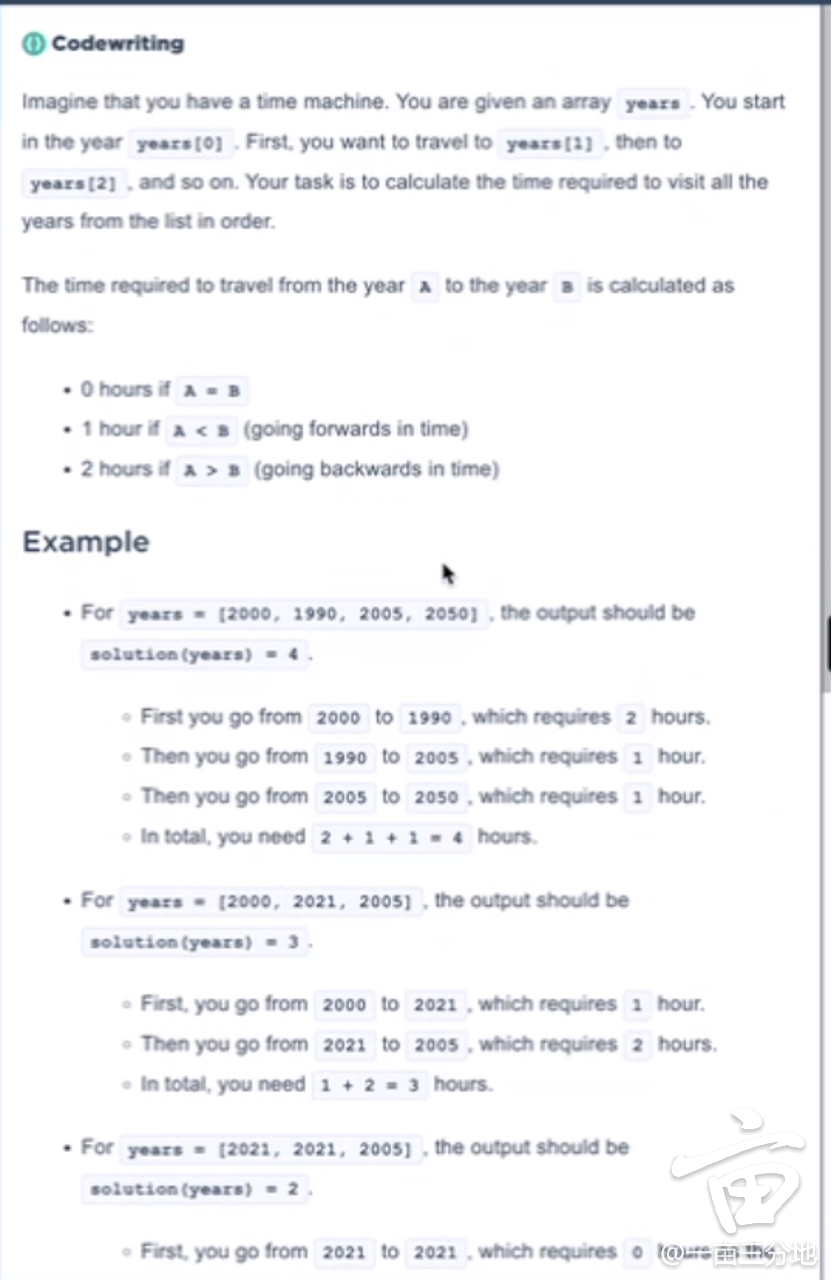 Codewriting
Imagine that you have a time machine. You are given an array years . You start
in the year years[0] . First, you want to travel to years[1] , then to
years[2] , and so on. Your task is to calculate the time required to visit all the
years from the list in order.
The time required to travel from the year A to the year B is calculated as
follows:
• 0 hours if A = B
• 1 hour if A < B (going forwards in time)
• 2 hours if A > B (going backwards in time)
Example
• For years = [2000, 1990, 2005, 2050] , the output should be
solution(years) = 4 .
◦ First you go from 2000 to 1990 , which requires 2 hours.
◦ Then you go from 1990 to 2005 , which requires 1 hour.
◦ Then you go from 2005 to 2050 , which requires 1 hour.
◦ In total, you need 2 + 1 + 1 = 4 hours.
• For years = [2000, 2021, 2005] , the output should be
solution(years) = 3 .
◦ First, you go from 2000 to 2021 , which requires 1 hour.
◦ Then you go from 2021 to 2005 , which requires 2 hours.
◦ In total, you need 1 + 2 = 3 hours.
• For years = [2021, 2021, 2005] , the output should be
solution(years) = 2 .
◦ First, you go from 2021 to 2021 , which requires 0
亩
@一亩三分地